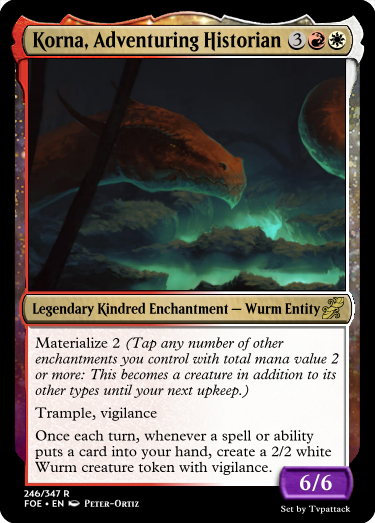 Korna, Adventuring Historian 3
Legendary Kindred Enchantment — Wurm Entity
Materialize 2 (Tap any number of other
enchantments you control with total mana value 2
or more: This becomes a creature in addition to its
other types until your next upkeep.)
Trample, vigilance
Once each turn, whenever a spell or ability
puts a card into your hand, create a 2/2 white
Wurm creature token with vigilance.
6/6
246/347 R
FOE • EN Peter-Ortiz
Set by Tvpattack